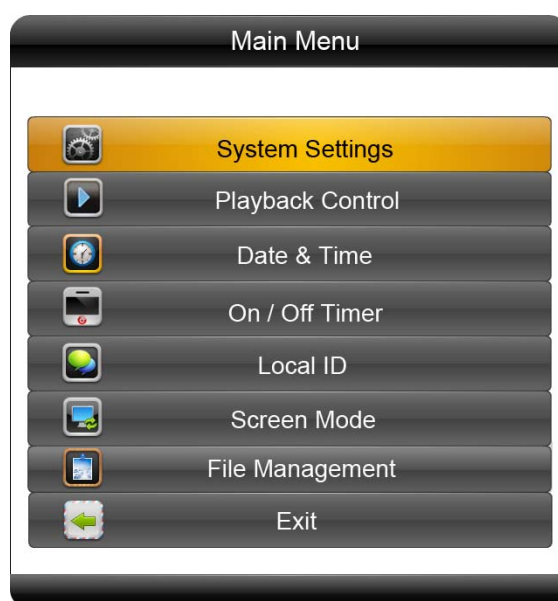 Main Menu
System Settings
Playback Control
Date & Time
On / Off Timer
Local ID
Screen Mode
File Management
Exit